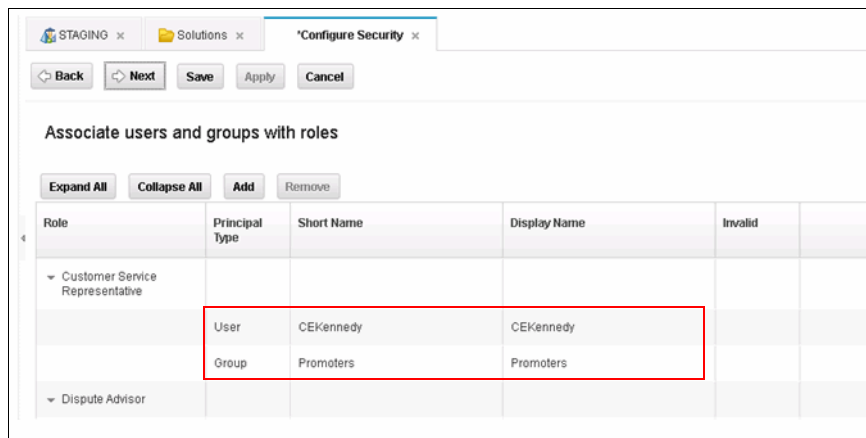 STAGING × Solutions × *Configure Security ×
Back Next Save Apply Cancel
Associate users and groups with roles
Expand All Collapse All Add Remove
Role Principal Type Short Name Display Name Invalid
Customer Service Representative
User CEKennedy CEKennedy
Group Promoters Promoters
Dispute Advisor